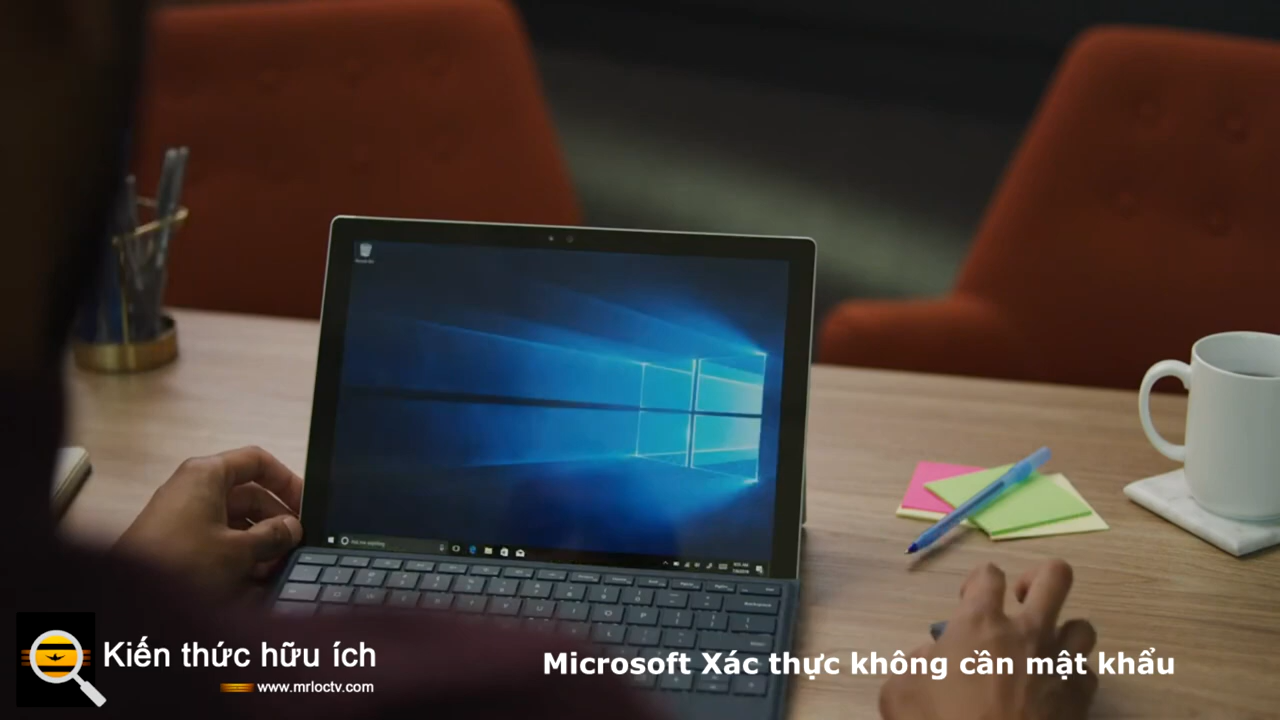 Kiến thức hữu ích
www.mrloctv.com
Microsoft Xác thực không cần mật khẩu